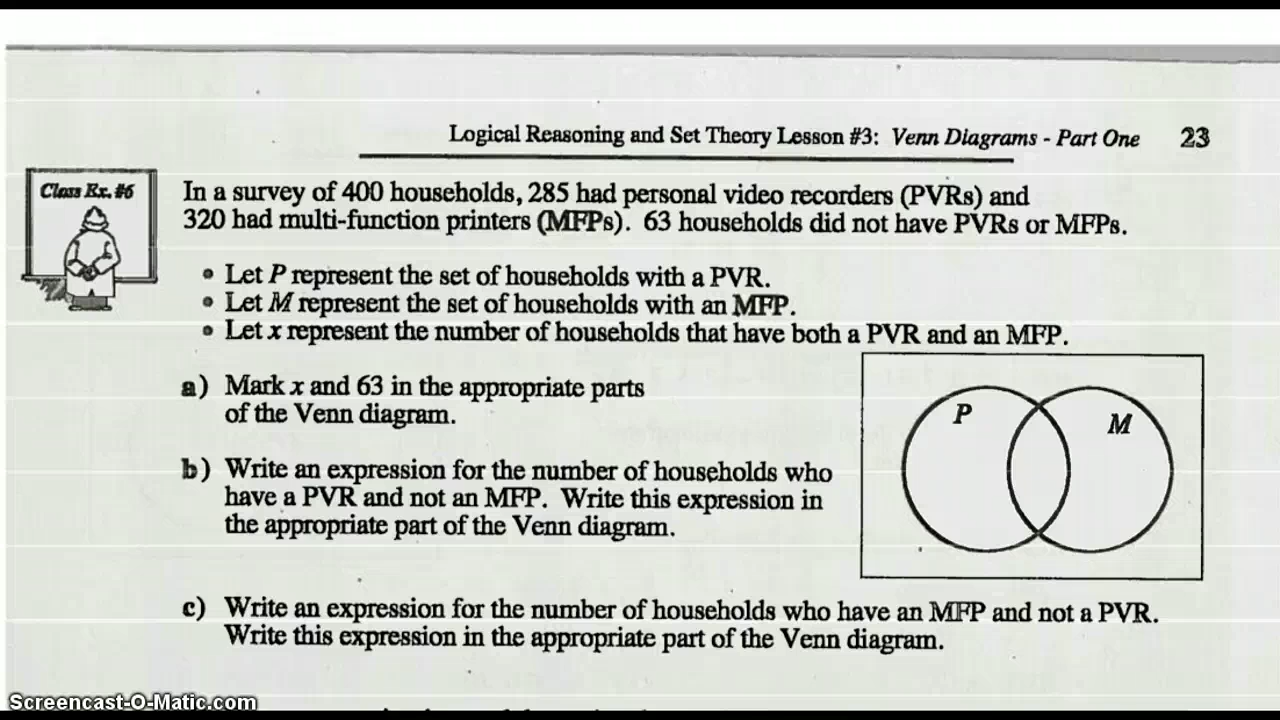 Logical Reasoning and Set Theory Lesson #3: Venn Diagrams - Part One 23
Class Ex. #6
In a survey of 400 households, 285 had personal video recorders (PVRs) and
320 had multi-function printers (MFPs). 63 households did not have PVRs or MFPs.
• Let P represent the set of households with a PVR.
• Let M represent the set of households with an MFP.
• Let x represent the number of households that have both a PVR and an MFP.
a) Mark x and 63 in the appropriate parts
of the Venn diagram.
P
M
b) Write an expression for the number of households who
have a PVR and not an MFP. Write this expression in
the appropriate part of the Venn diagram.
c) Write an expression for the number of households who have an MFP and not a PVR.
Write this expression in the appropriate part of the Venn diagram.
Screencast-O-Matic.com